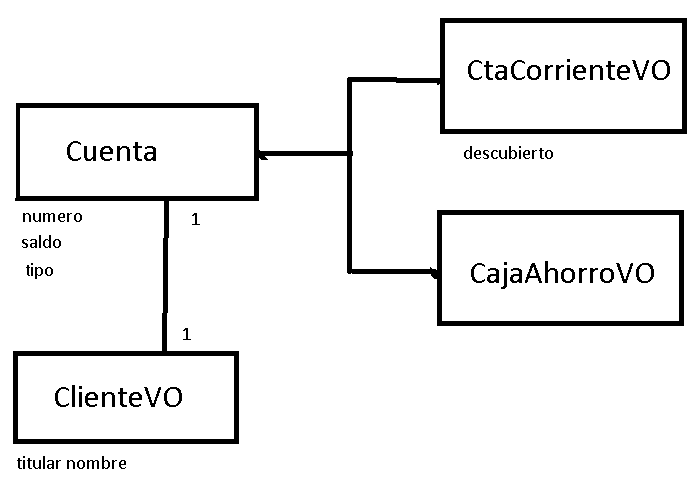 CtaCorrienteVO
descubierto
Cuenta
numero
saldo
tipo
1
CajaAhorroVO
1
ClienteVO
titular nombre